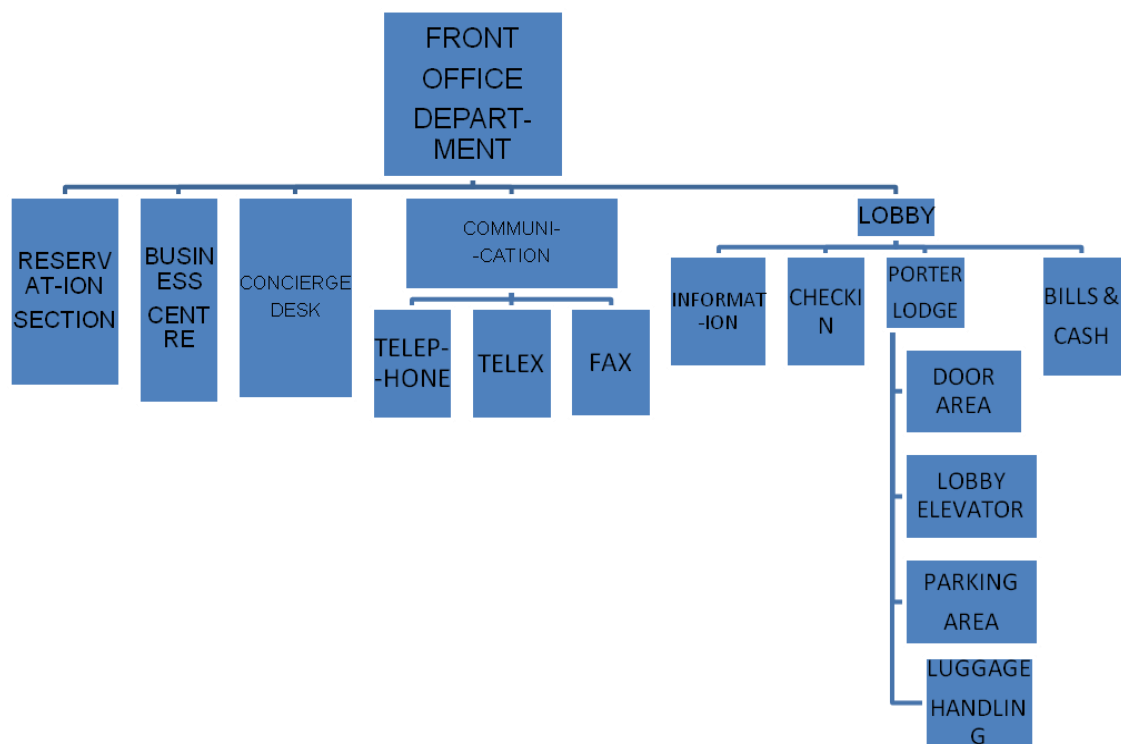 FRONT
OFFICE
DEPART-
MENT
RESERV
AT-ION
SECTION
BUSIN
ESS
CENT
RE
CONCIERGE
DESK
COMMUNI-
-CATION
TELEP-
-HONE
TELEX
FAX
LOBBY
INFORMAT
-ION
CHECKI
N
PORTER
LODGE
BILLS &
CASH
DOOR
AREA
LOBBY
ELEVATOR
PARKING
AREA
LUGGAGE
HANDLIN
G